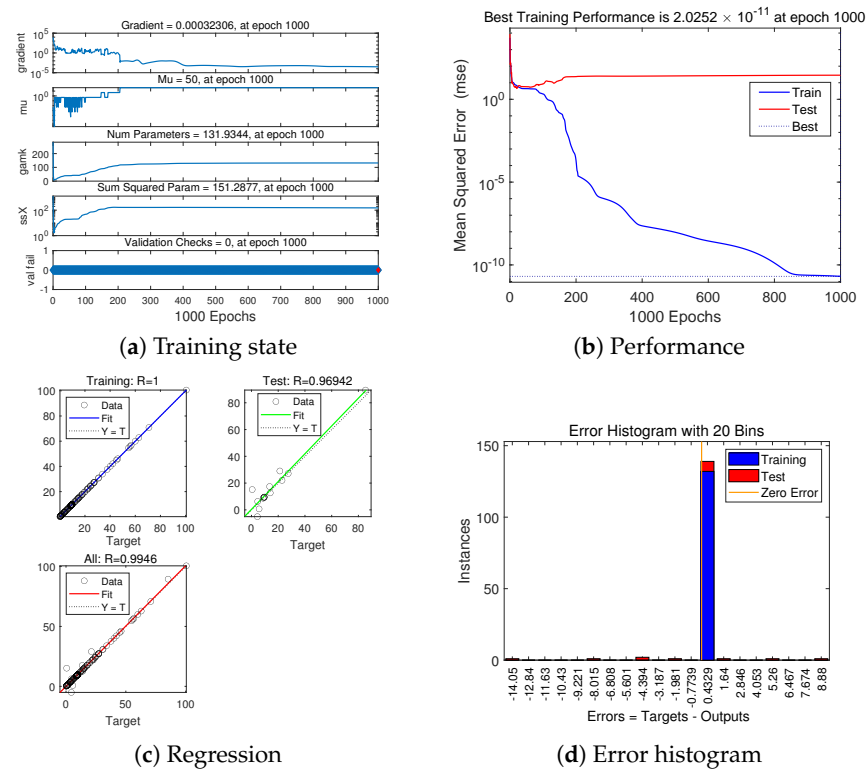 Gradient = 0.00032306, at epoch 1000
10^5
10^0
10^-5
gradient
Mu = 50, at epoch 1000
10^0
mu
Num Parameters = 131.9344, at epoch 1000
200
100
0
gamk
Sum Squared Param = 151.2877, at epoch 1000
10^2
10^0
ssX
Validation Checks = 0, at epoch 1000
1
0
-1
val fail
0 100 200 300 400 500 600 700 800 900 1000
1000 Epochs
(a) Training state
Best Training Performance is 2.0252 × 10^-11 at epoch 1000
Mean Squared Error (mse)
10^0
10^-5
10^-10
Train
Test
Best
0 200 400 600 800 1000
1000 Epochs
(b) Performance
Training: R=1
100
80
60
40
20
Data
Fit
Y = T
20 40 60 80 100
Target
Test: R=0.96942
80
60
40
20
0
Data
Fit
Y = T
0 20 40 60 80
Target
All: R=0.9946
100
50
0
Data
Fit
Y = T
0 50 100
Target
(c) Regression
Error Histogram with 20 Bins
Instances
150
100
50
0
Training
Test
Zero Error
-14.05
-12.84
-11.63
-10.43
-9.221
-8.015
-6.808
-5.601
-4.394
-3.187
-1.981
-0.7739
0.4329
1.64
2.846
4.053
5.26
6.467
7.674
8.88
Errors = Targets - Outputs
(d) Error histogram